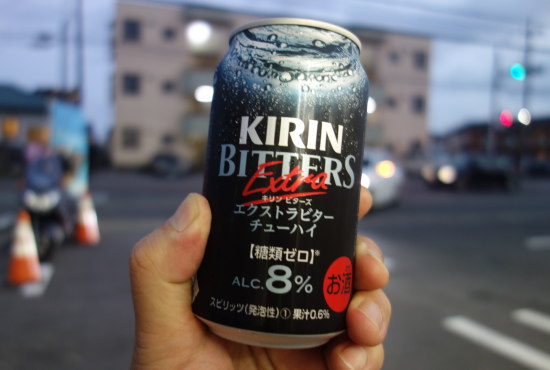 KIRIN
BITTERS
Extra
キリン ビターズ
エクストラビター
チューハイ
【糖類ゼロ】*
ALC.8%
お酒
スピリッツ(発泡性)① 果汁0.6%